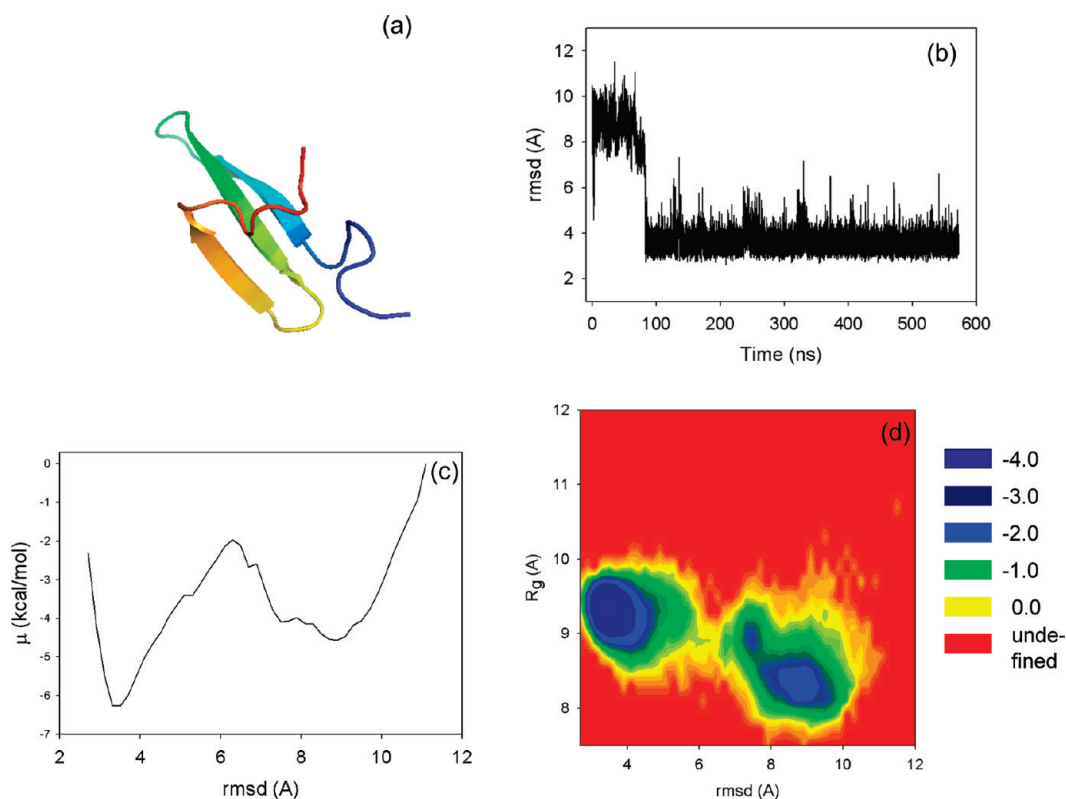 (a)
(b)
12
10
8
6
4
2
rmsd (A)
0 100 200 300 400 500 600
Time (ns)
(c)
0
-1
-2
-3
-4
-5
-6
-7
μ (kcal/mol)
2 4 6 8 10 12
rmsd (A)
(d)
12
11
10
9
8
Rg (A)
4 6 8 10 12
rmsd (A)
-4.0
-3.0
-2.0
-1.0
0.0
unde-
fined